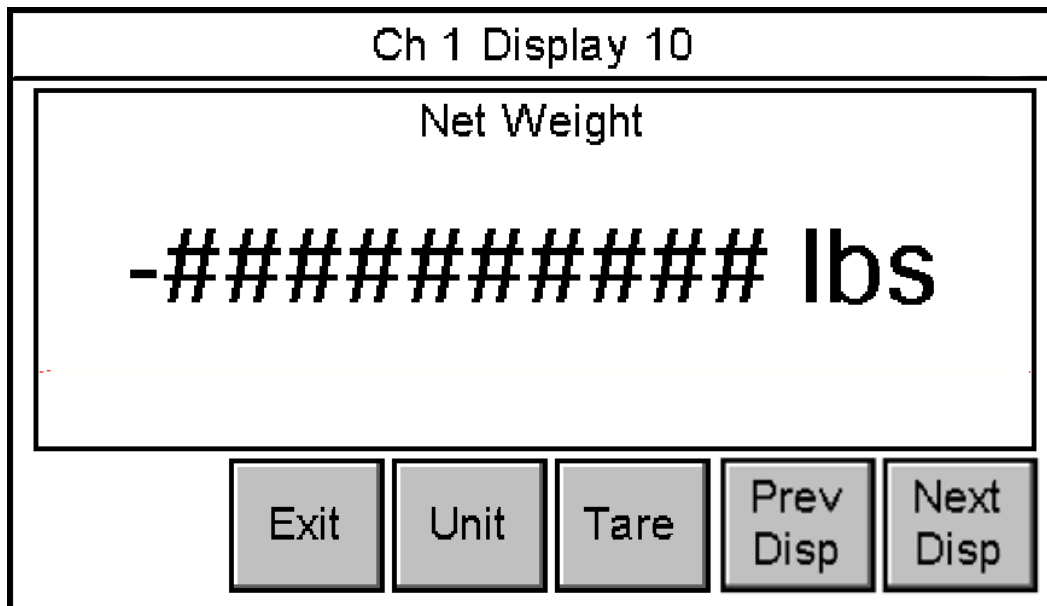 Ch 1 Display 10
Net Weight
-########### lbs
Exit
Unit
Tare
Prev
Disp
Next
Disp